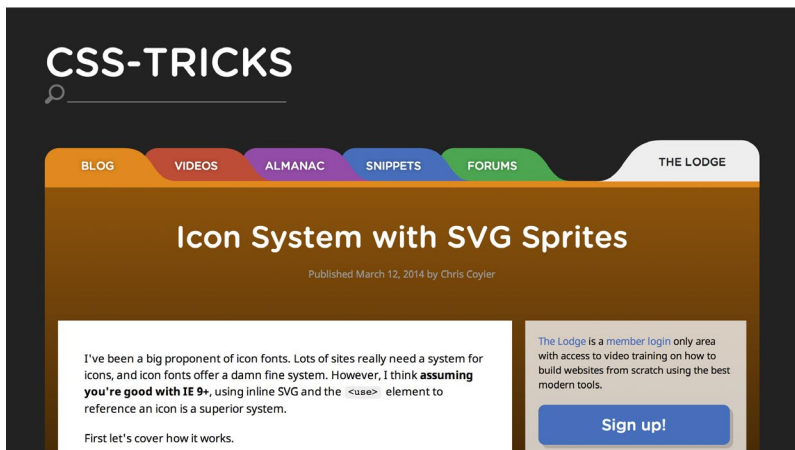 CSS-TRICKS
BLOG
VIDEOS
ALMANAC
SNIPPETS
FORUMS
THE LODGE
Icon System with SVG Sprites
Published March 12, 2014 by Chris Coyier
I've been a big proponent of icon fonts. Lots of sites really need a system for
icons, and icon fonts offer a damn fine system. However, I think assuming
you're good with IE 9+, using inline SVG and the <use> element to
reference an icon is a superior system.
First let's cover how it works.
The Lodge is a member login only area
with access to video training on how to
build websites from scratch using the best
modern tools.
Sign up!